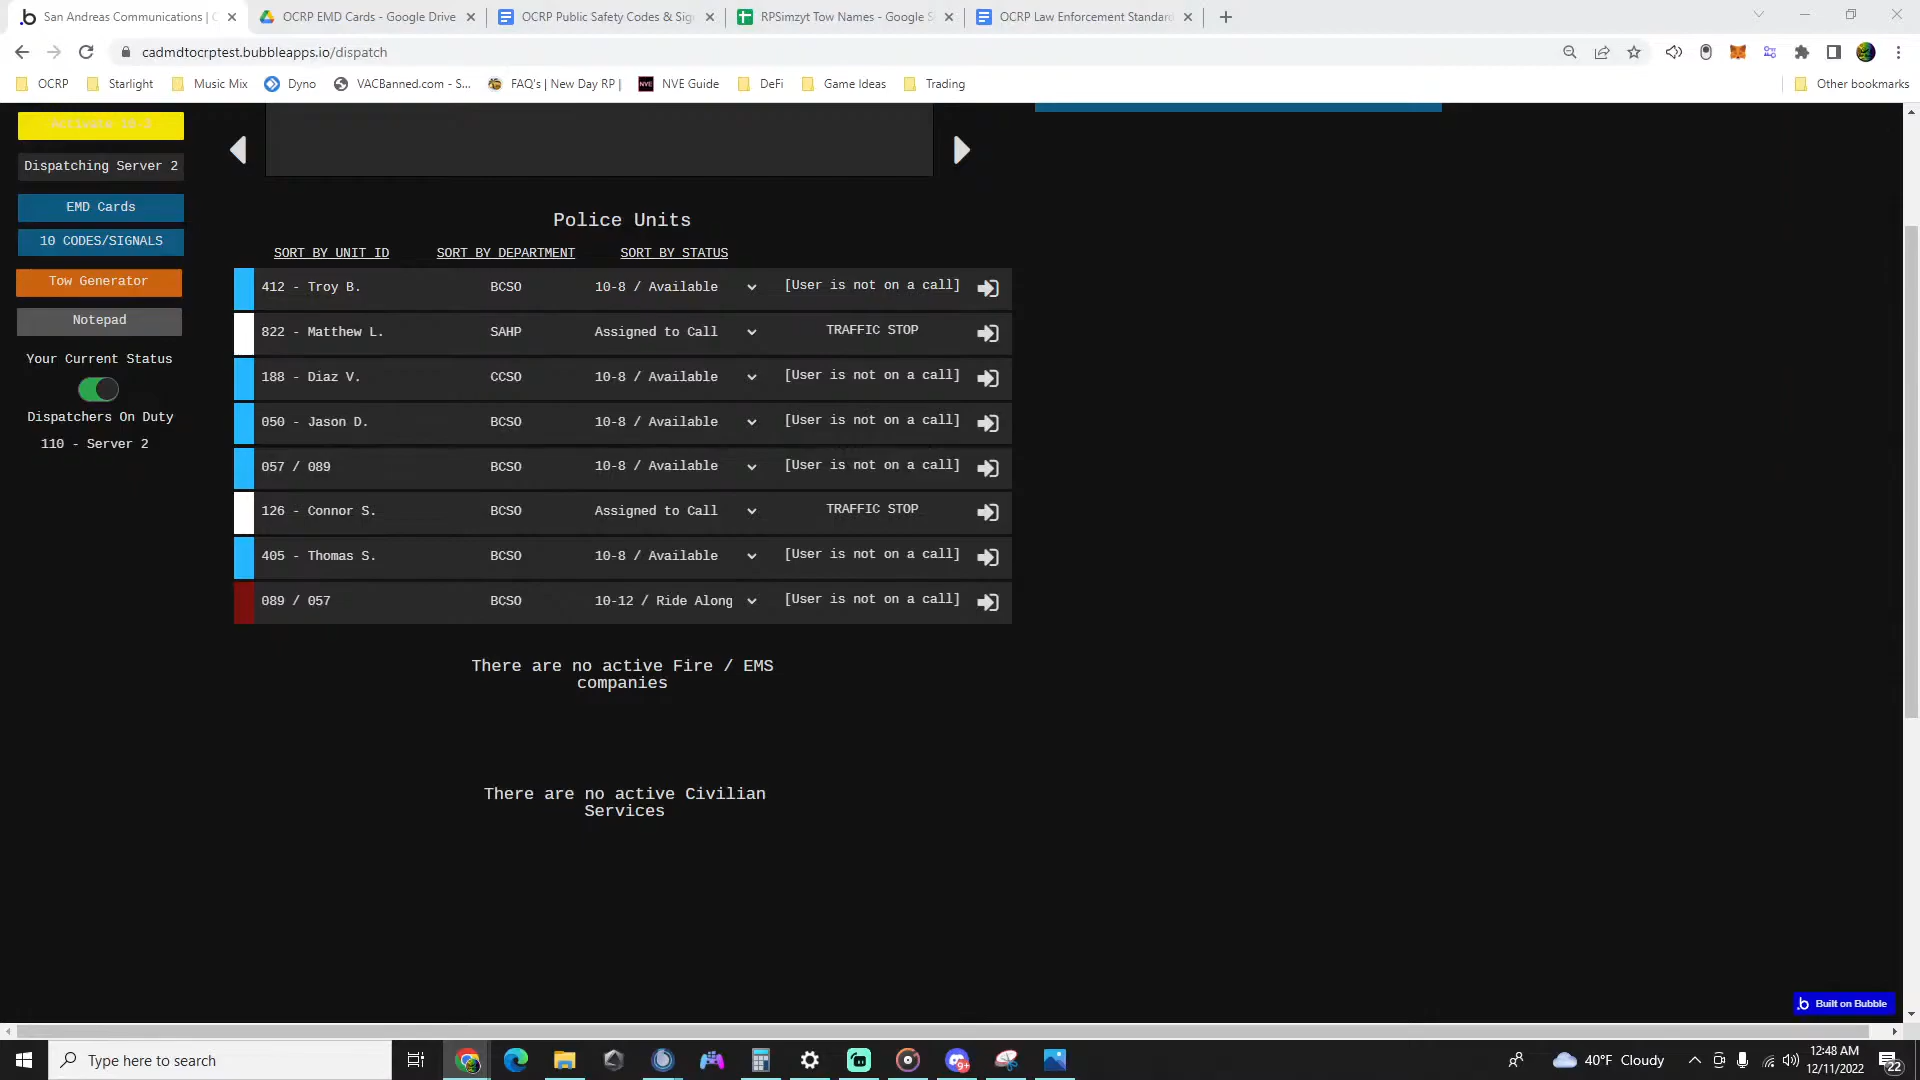 San Andreas Communications | C
OCRP EMD Cards - Google Drive
OCRP Public Safety Codes & Sig
RPSimzyt Tow Names - Google S
OCRP Law Enforcement Standard
cadmdtocrptest.bubbleapps.io/dispatch
OCRP
Starlight
Music Mix
Dyno
VACBanned.com - S...
FAQ's | New Day RP |
NVE
NVE Guide
DeFi
Game Ideas
Trading
Other bookmarks
Activate 10-3
Dispatching Server 2
EMD Cards
10 CODES/SIGNALS
Tow Generator
Notepad
Your Current Status
Dispatchers On Duty
110 - Server 2
Police Units
SORT BY UNIT ID SORT BY DEPARTMENT SORT BY STATUS
412 - Troy B. BCSO 10-8 / Available [User is not on a call]
822 - Matthew L. SAHP Assigned to Call TRAFFIC STOP
188 - Diaz V. CCSO 10-8 / Available [User is not on a call]
050 - Jason D. BCSO 10-8 / Available [User is not on a call]
057 / 089 BCSO 10-8 / Available [User is not on a call]
126 - Connor S. BCSO Assigned to Call TRAFFIC STOP
405 - Thomas S. BCSO 10-8 / Available [User is not on a call]
089 / 057 BCSO 10-12 / Ride Along [User is not on a call]
There are no active Fire / EMS
companies
There are no active Civilian
Services
Built on Bubble
Type here to search
9+
40°F Cloudy
12:48 AM
12/11/2022
22